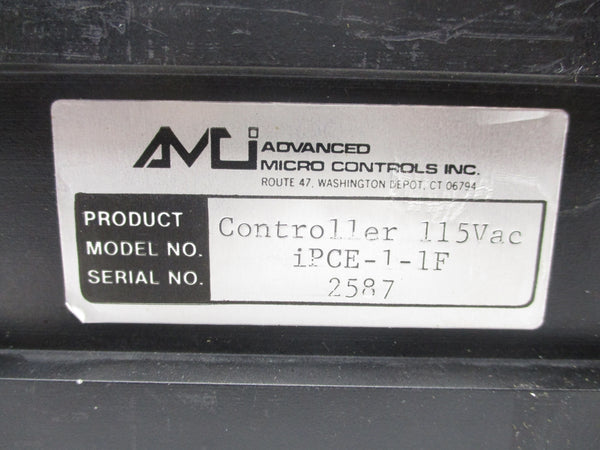 AMCi ADVANCED
MICRO CONTROLS INC.
ROUTE 47, WASHINGTON DEPOT, CT 06794
PRODUCT Controller 115Vac
MODEL NO. iPCE-1-1F
SERIAL NO. 2587